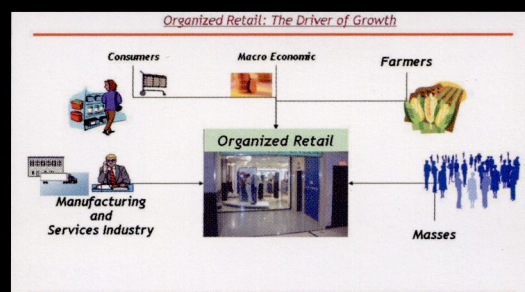 Organized Retail: The Driver of Growth
Consumers
Macro Economic
Farmers
Organized Retail
Manufacturing
and
Services Industry
Masses